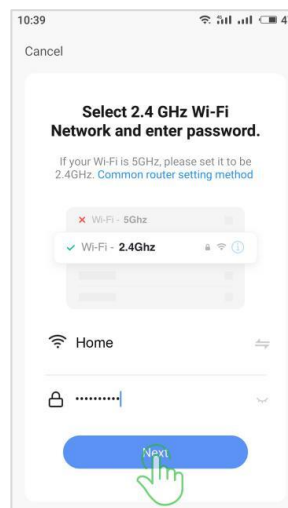 10:39
4
Cancel
Select 2.4 GHz Wi-Fi
Network and enter password.
If your Wi-Fi is 5GHz, please set it to be
2.4GHz. Common router setting method
Wi-Fi - 5Ghz
Wi-Fi - 2.4Ghz
Home
••••••••••
Next